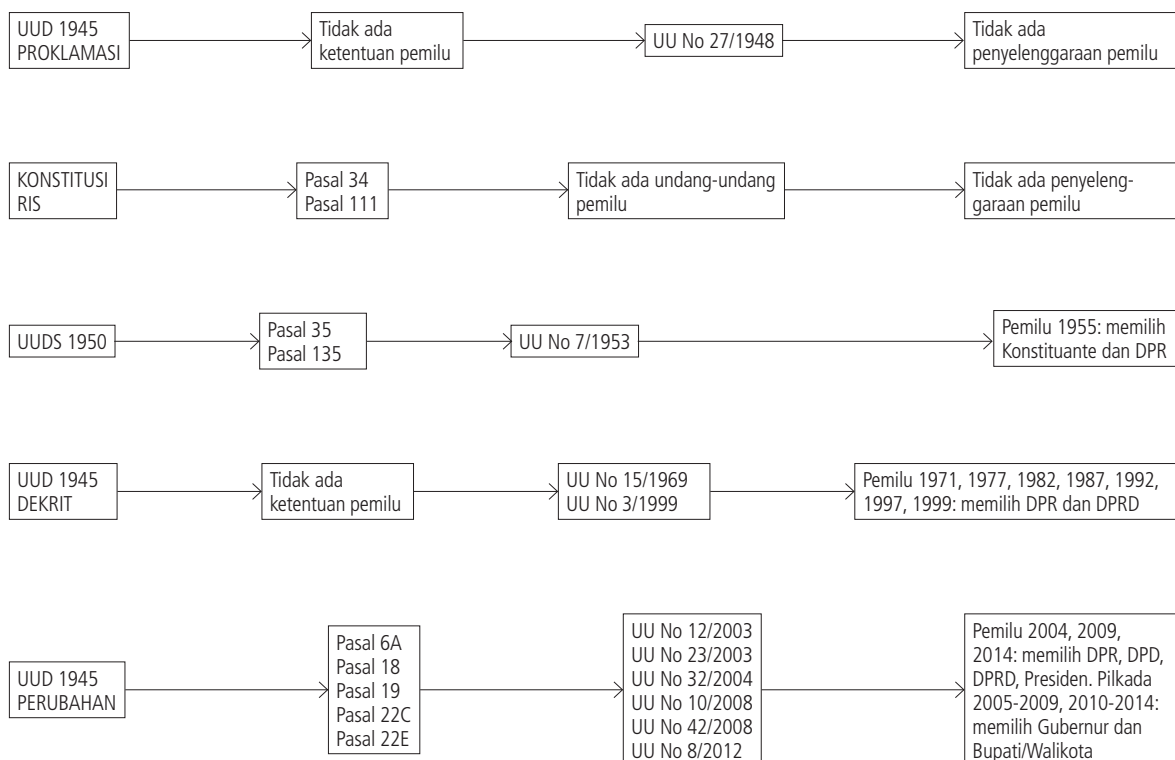 UUD 1945
PROKLAMASI
Tidak ada
ketentuan pemilu
UU No 27/1948
Tidak ada
penyelenggaraan pemilu
KONSTITUSI
RIS
Pasal 34
Pasal 111
Tidak ada undang-undang
pemilu
Tidak ada penyeleng-
garaan pemilu
UUDS 1950
Pasal 35
Pasal 135
UU No 7/1953
Pemilu 1955: memilih
Konstituante dan DPR
UUD 1945
DEKRIT
Tidak ada
ketentuan pemilu
UU No 15/1969
UU No 3/1999
Pemilu 1971, 1977, 1982, 1987, 1992,
1997, 1999: memilih DPR dan DPRD
UUD 1945
PERUBAHAN
Pasal 6A
Pasal 18
Pasal 19
Pasal 22C
Pasal 22E
UU No 12/2003
UU No 23/2003
UU No 32/2004
UU No 10/2008
UU No 42/2008
UU No 8/2012
Pemilu 2004, 2009,
2014: memilih DPR, DPD,
DPRD, Presiden. Pilkada
2005-2009, 2010-2014:
memilih Gubernur dan
Bupati/Walikota